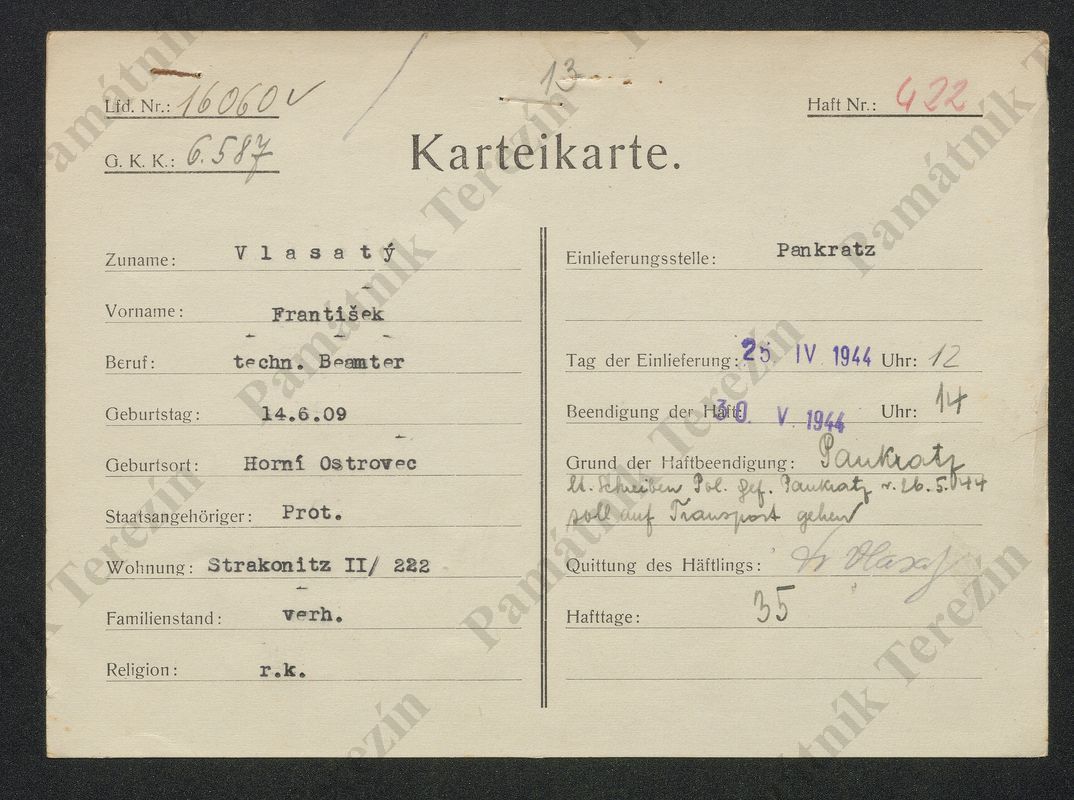 13
Lfd. Nr.: 16060 v
Haft Nr.: 422
G. K. K.: 6.587
Karteikarte.
Zuname: Vlasatý
Vorname: František
Beruf: techn. Beamter
Geburtstag: 14.6.09
Geburtsort: Horní Ostrovec
Staatsangehöriger: Prot.
Wohnung: Strakonitz II/ 222
Familienstand: verh.
Religion: r.k.
Einlieferungsstelle: Pankratz
Tag der Einlieferung: 25 IV 1944 Uhr: 12
Beendigung der Haft: 30. V. 1944 Uhr: 14
Grund der Haftbeendigung: Pankratz
lt. Schreiben Pol. Gef. Pankratz v. 26.5.44
soll auf Transport gehen
Quittung des Häftlings:
Hafttage: 35
Památník Terezín